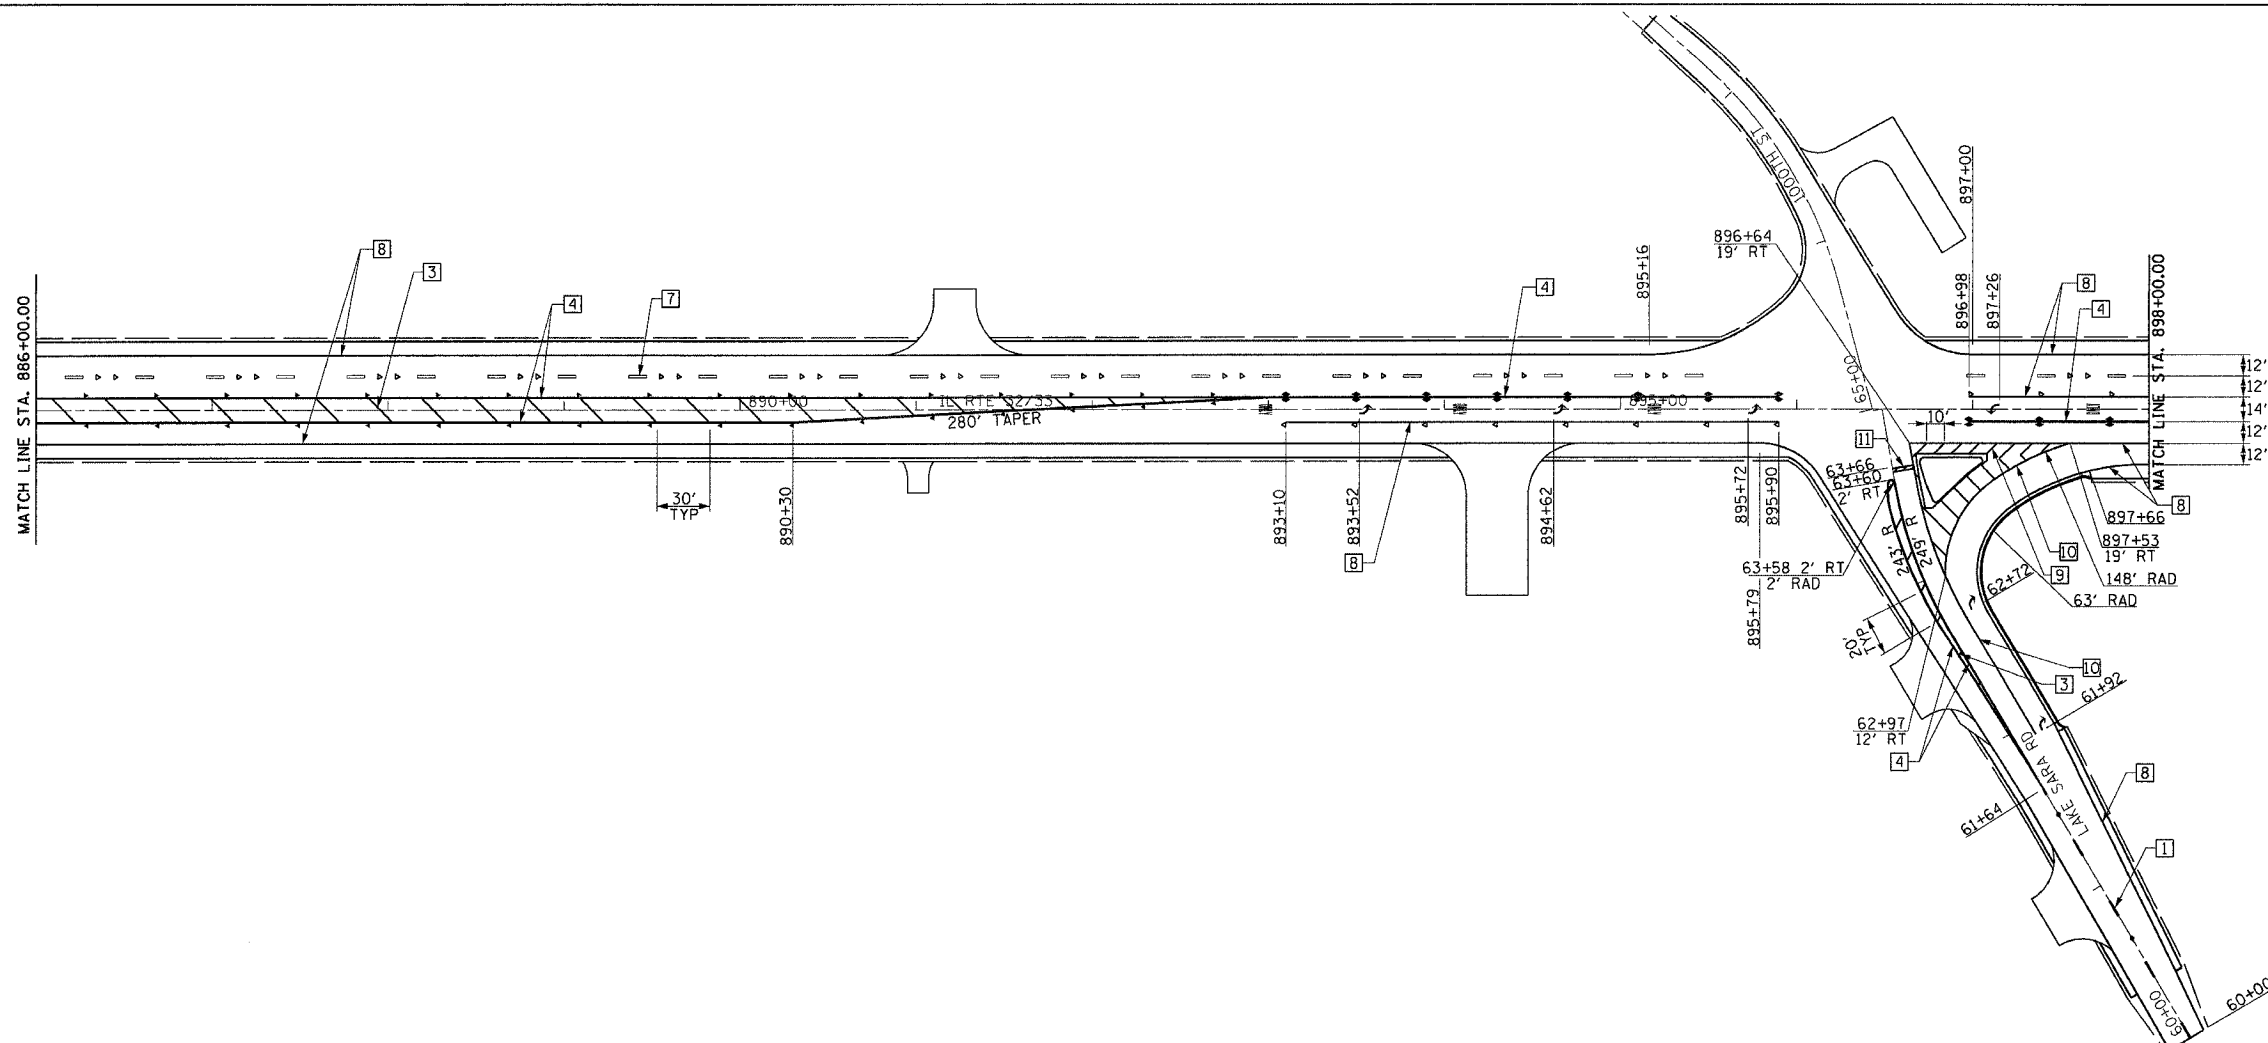 MATCH LINE STA. 886+00.00
8
3
4
7
890+00
IL RTE 32/33
280' TAPER
30'
TYP
890+30
893+10
893+52
894+62
8
4
895+16
895+00
895+72
895+90
895+79
1000TH ST
896+64
19' RT
65+00
897+00
896+98
897+26
8
4
10'
MATCH LINE STA. 898+00.00
12'
12'
14'
12'
12'
11
63+66
63+60
2' RT
243' R
249' R
63+58 2' RT
2' RAD
8
897+66
897+53
19' RT
10
9
148' RAD
63' RAD
62+72
20'
TYP
10
3
61+92
62+97
12' RT
4
LAKE SARA RD
8
61+64
1
60+00
60+00